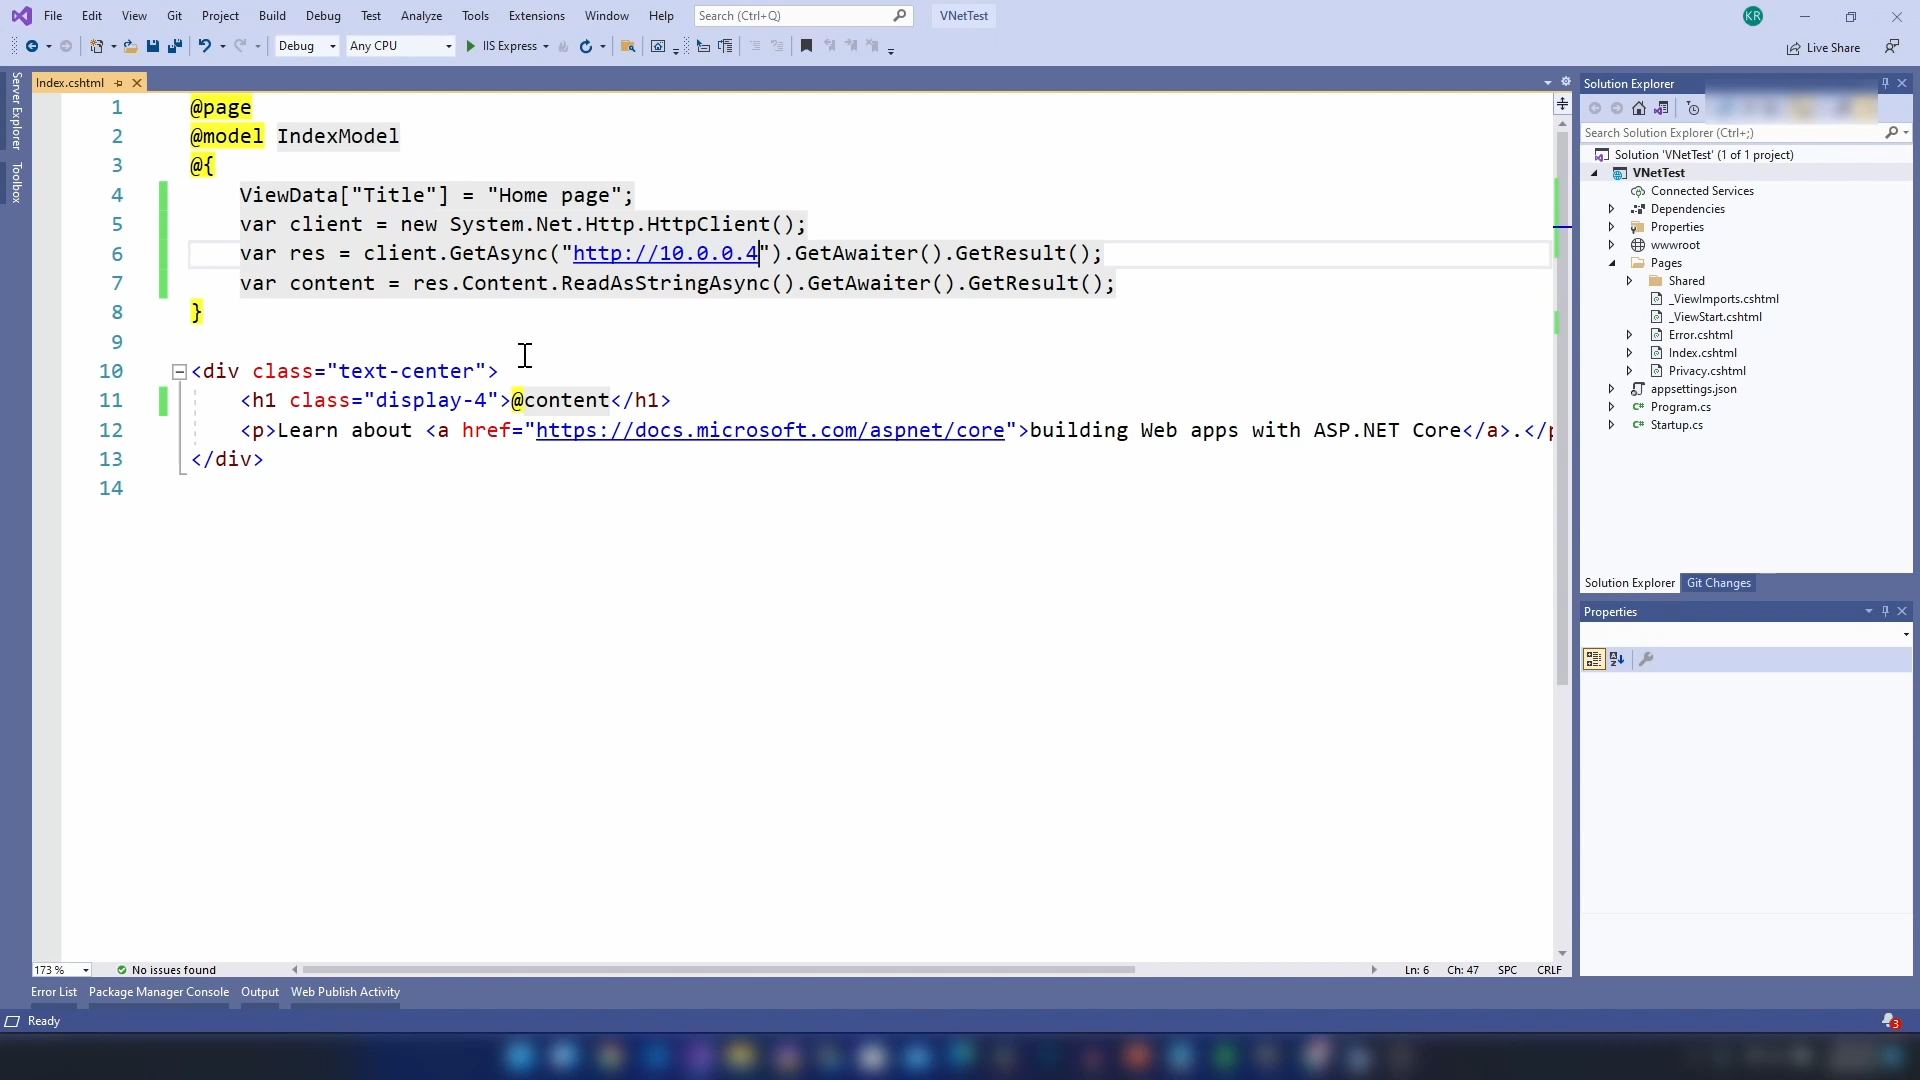 File Edit View Git Project Build Debug Test Analyze Tools Extensions Window Help Search (Ctrl+Q) VNetTest KR
Debug Any CPU IIS Express Live Share
Server Explorer
Toolbox
Index.cshtml
1 @page
2 @model IndexModel
3 @{
4 ViewData["Title"] = "Home page";
5 var client = new System.Net.Http.HttpClient();
6 var res = client.GetAsync("http://10.0.0.4").GetAwaiter().GetResult();
7 var content = res.Content.ReadAsStringAsync().GetAwaiter().GetResult();
8 }
9
10 <div class="text-center">
11 <h1 class="display-4">@content</h1>
12 <p>Learn about <a href="https://docs.microsoft.com/aspnet/core">building Web apps with ASP.NET Core</a>.</p
13 </div>
14
173 % No issues found Ln: 6 Ch: 47 SPC CRLF
Solution Explorer
Search Solution Explorer (Ctrl+;)
Solution 'VNetTest' (1 of 1 project)
VNetTest
Connected Services
Dependencies
Properties
wwwroot
Pages
Shared
_ViewImports.cshtml
_ViewStart.cshtml
Error.cshtml
Index.cshtml
Privacy.cshtml
appsettings.json
C# Program.cs
C# Startup.cs
Solution Explorer Git Changes
Properties
Error List Package Manager Console Output Web Publish Activity
Ready 3